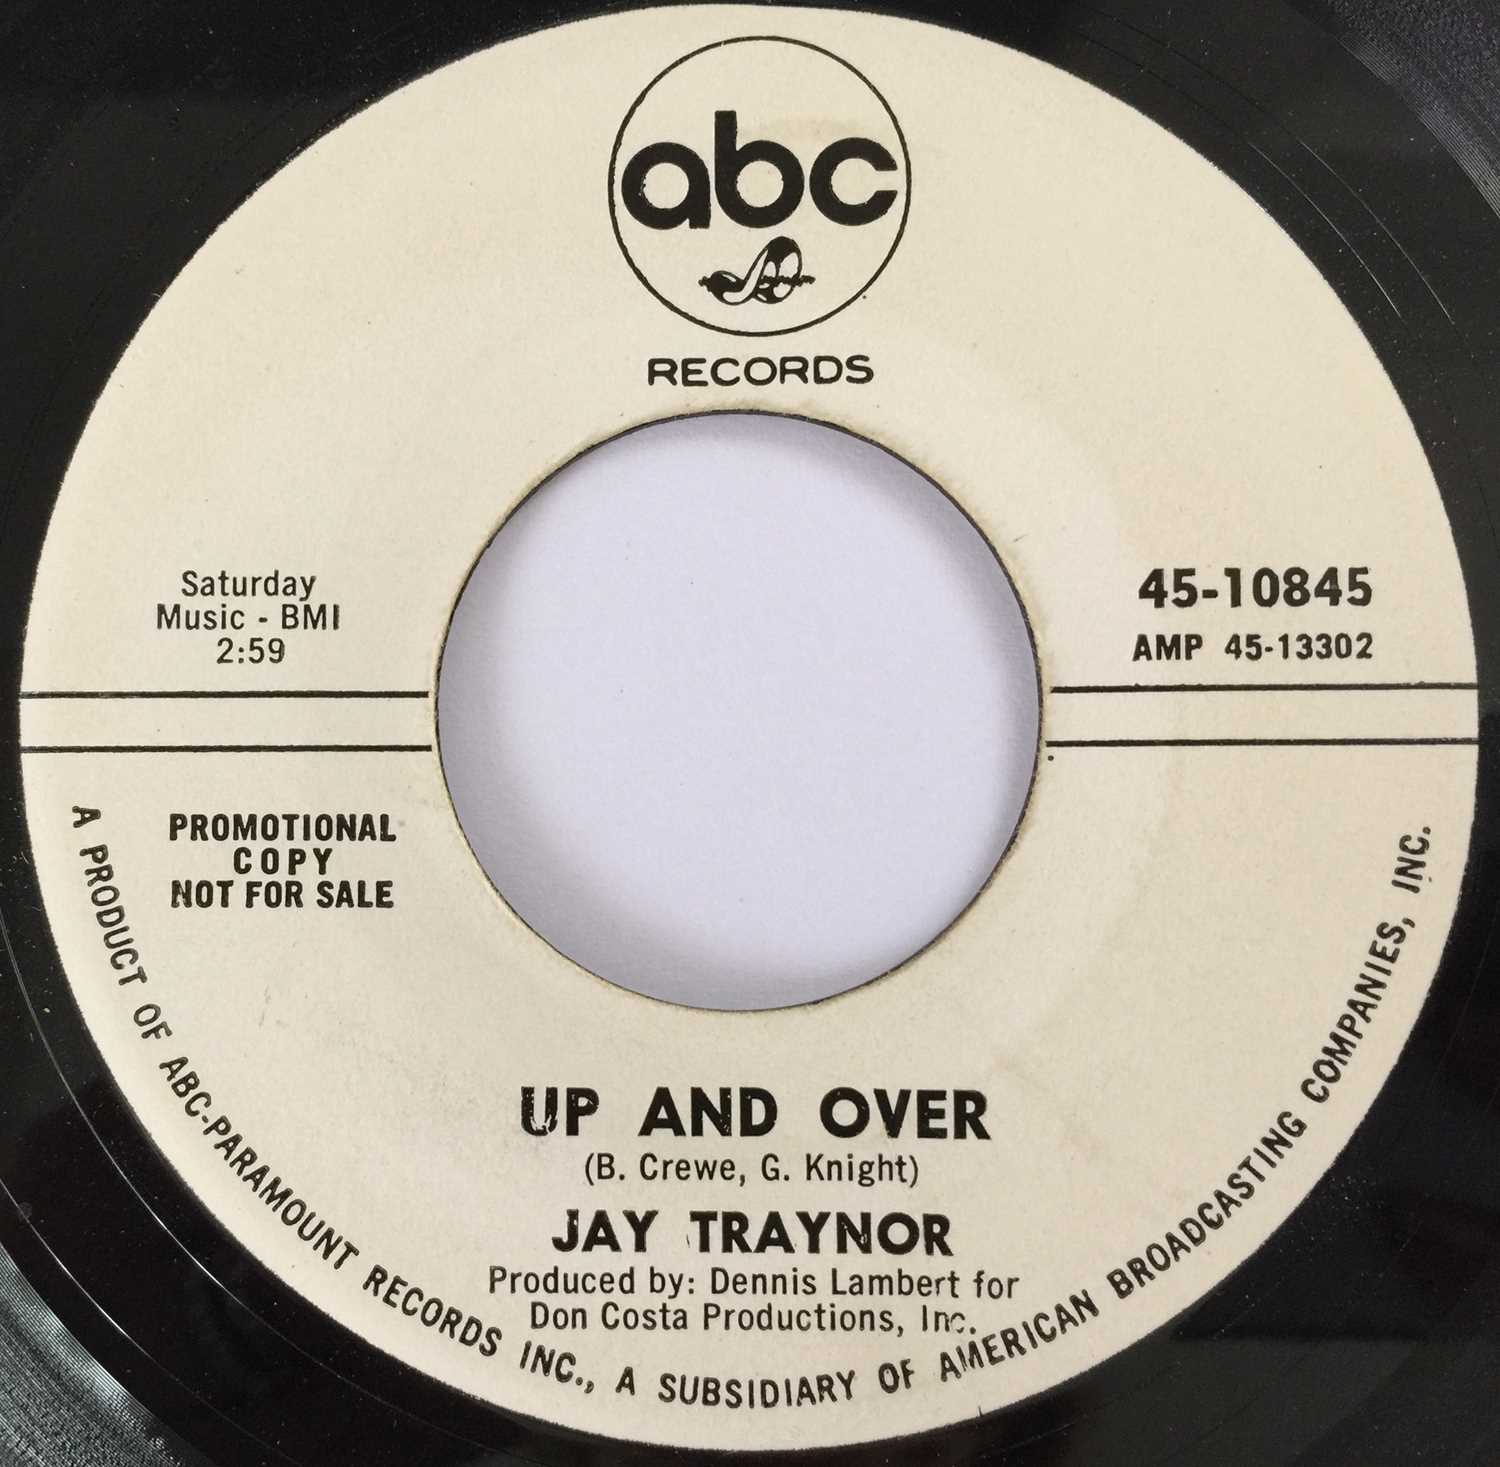 abc
RECORDS
Saturday
Music - BMI
2:59
45-10845
AMP 45-13302
PROMOTIONAL
COPY
NOT FOR SALE
UP AND OVER
(B. Crewe, G. Knight)
JAY TRAYNOR
Produced by: Dennis Lambert for
Don Costa Productions, Inc.
A PRODUCT OF ABC-PARAMOUNT RECORDS INC., A SUBSIDIARY OF AMERICAN BROADCASTING COMPANIES, INC.